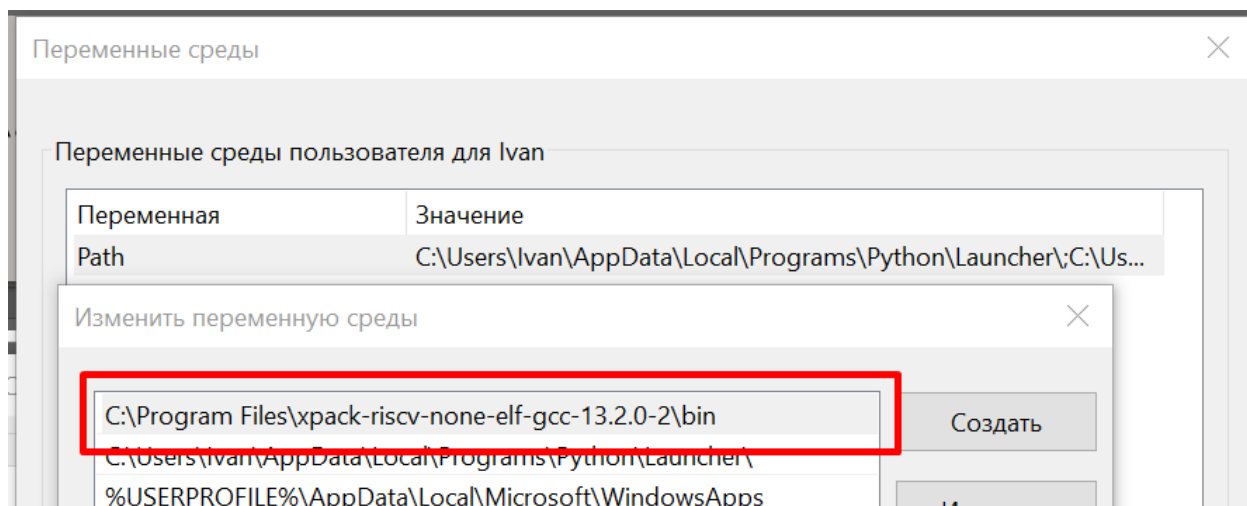 Переменные среды
Переменные среды пользователя для Ivan
Переменная Значение
Path C:\Users\Ivan\AppData\Local\Programs\Python\Launcher\;C:\Us...
Изменить переменную среды
C:\Program Files\xpack-riscv-none-elf-gcc-13.2.0-2\bin
Создать
C:\Users\Ivan\AppData\Local\Programs\Python\Launcher\
%USERPROFILE%\AppData\Local\Microsoft\WindowsApps